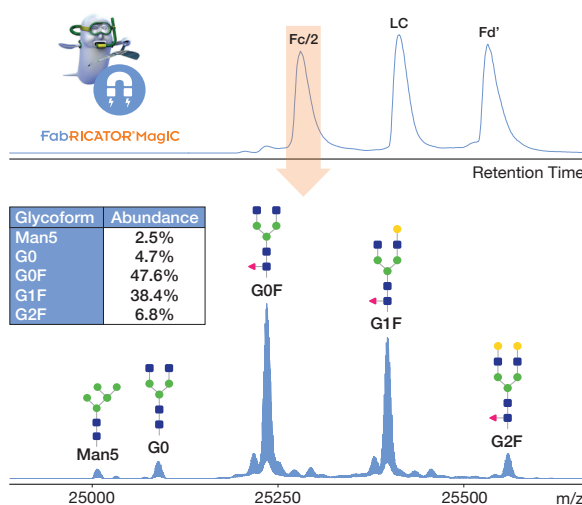 Fc/2
LC
Fd'
FabRICATOR®MagIC
Retention Time
Glycoform Abundance
Man5 2.5%
G0 4.7%
G0F 47.6%
G1F 38.4%
G2F 6.8%
G0F
G1F
G2F
Man5
G0
25000
25250
25500
m/z